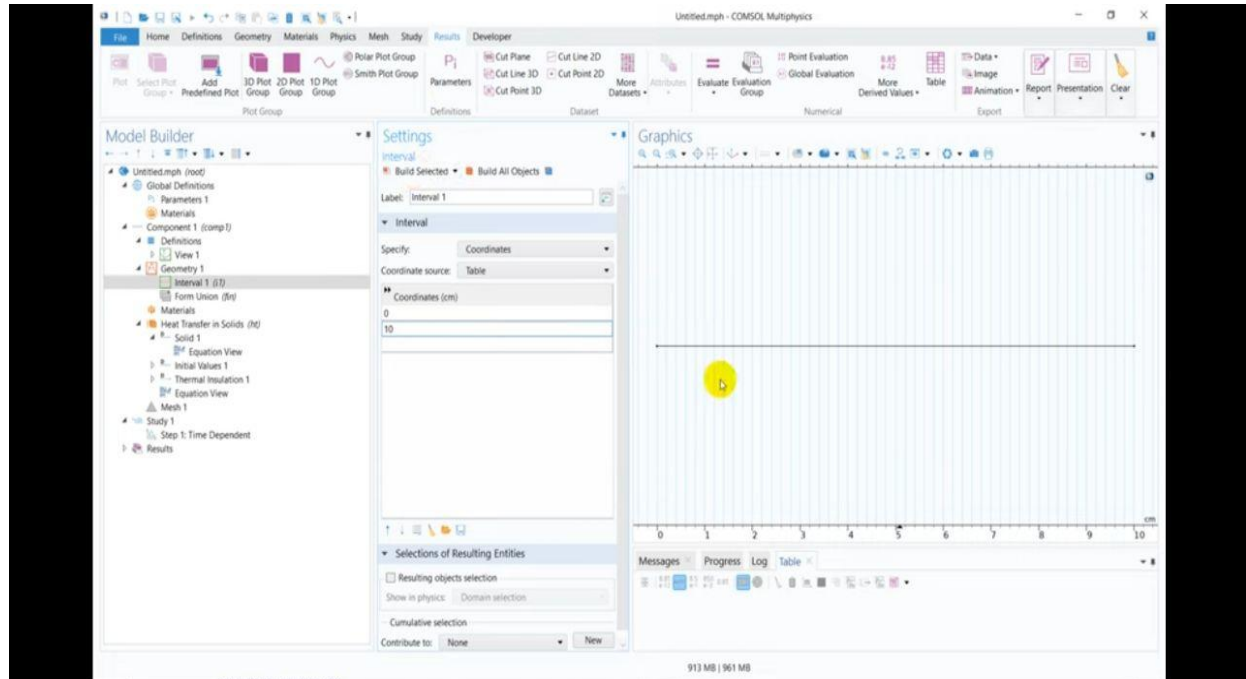 Untitled.mph - COMSOL Multiphysics
File Home Definitions Geometry Materials Physics Mesh Study Results Developer
Plot
Select Plot Group
Add Predefined Plot
3D Plot Group
2D Plot Group
1D Plot Group
Polar Plot Group
Smith Plot Group
Plot Group
Pi
Parameters
Definitions
Cut Plane
Cut Line 3D
Cut Point 3D
Cut Line 2D
Cut Point 2D
More Datasets
Dataset
Attributes
Evaluate
Evaluation Group
Point Evaluation
Global Evaluation
8.85
e-12
More Derived Values
Table
Numerical
Data
Image
Animation
Export
Report
Presentation
Clear
Model Builder
Untitled.mph (root)
Global Definitions
Parameters 1
Materials
Component 1 (comp1)
Definitions
View 1
Geometry 1
Interval 1 (i1)
Form Union (fin)
Materials
Heat Transfer in Solids (ht)
Solid 1
Equation View
Initial Values 1
Thermal Insulation 1
Equation View
Mesh 1
Study 1
Step 1: Time Dependent
Results
Settings
Interval
Build Selected Build All Objects
Label: Interval 1
Interval
Specify: Coordinates
Coordinate source: Table
Coordinates (cm)
0
10
Selections of Resulting Entities
Resulting objects selection
Show in physics: Domain selection
Cumulative selection
Contribute to: None New
Graphics
cm
0 1 2 3 4 5 6 7 8 9 10
Messages Progress Log Table
913 MB | 961 MB